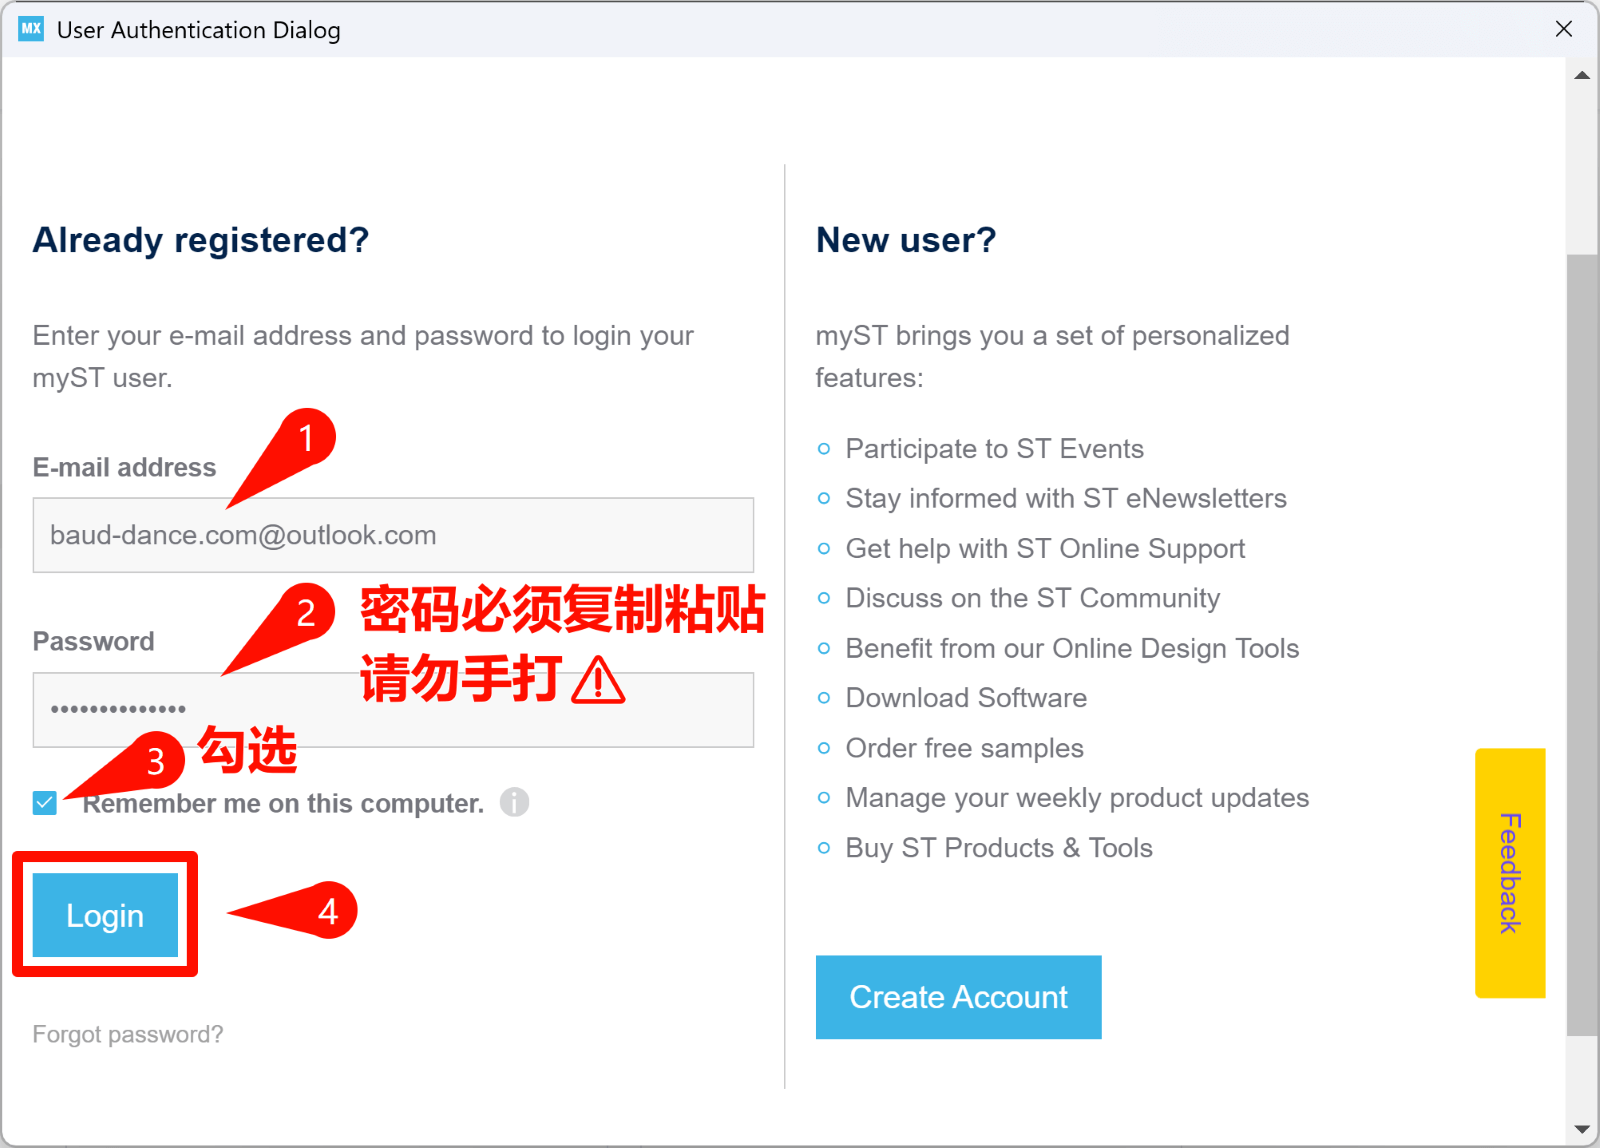 MX User Authentication Dialog
Already registered?
Enter your e-mail address and password to login your
myST user.
1
E-mail address
baud-dance.com@outlook.com
2
密码必须复制粘贴
Password
请勿手打
••••••••••••••
3
勾选
Remember me on this computer.
i
Login
4
Forgot password?
New user?
myST brings you a set of personalized
features:
Participate to ST Events
Stay informed with ST eNewsletters
Get help with ST Online Support
Discuss on the ST Community
Benefit from our Online Design Tools
Download Software
Order free samples
Manage your weekly product updates
Buy ST Products & Tools
Create Account
Feedback